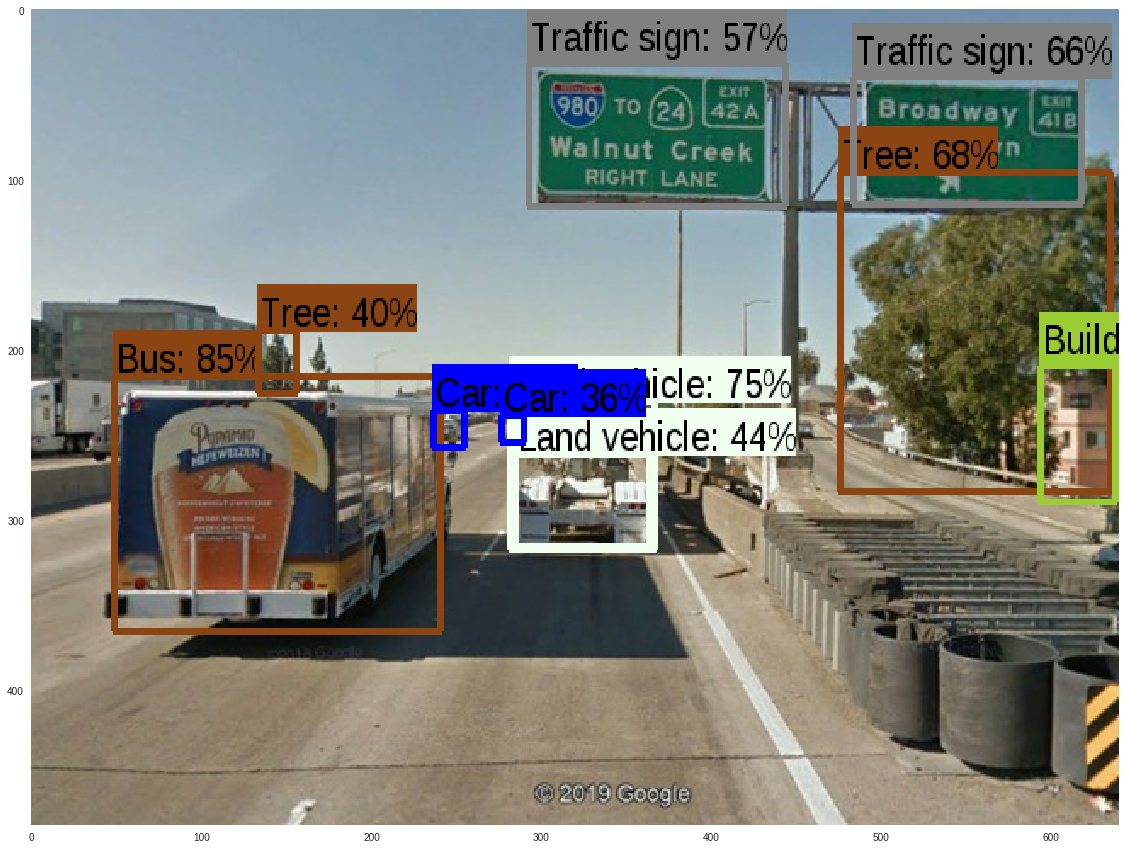 0
100
200
300
400
0
100
200
300
400
500
600
Traffic sign: 57%
Traffic sign: 66%
980 TO 24
EXIT
42 A
Walnut Creek
RIGHT LANE
Broadway
EXIT
41B
Tree: 68%
Tree: 40%
Bus: 85%
Build
Car:
Car: 36%
hicle: 75%
Land vehicle: 44%
PYRAMID
HEFEWEIZEN
© 2019 Google